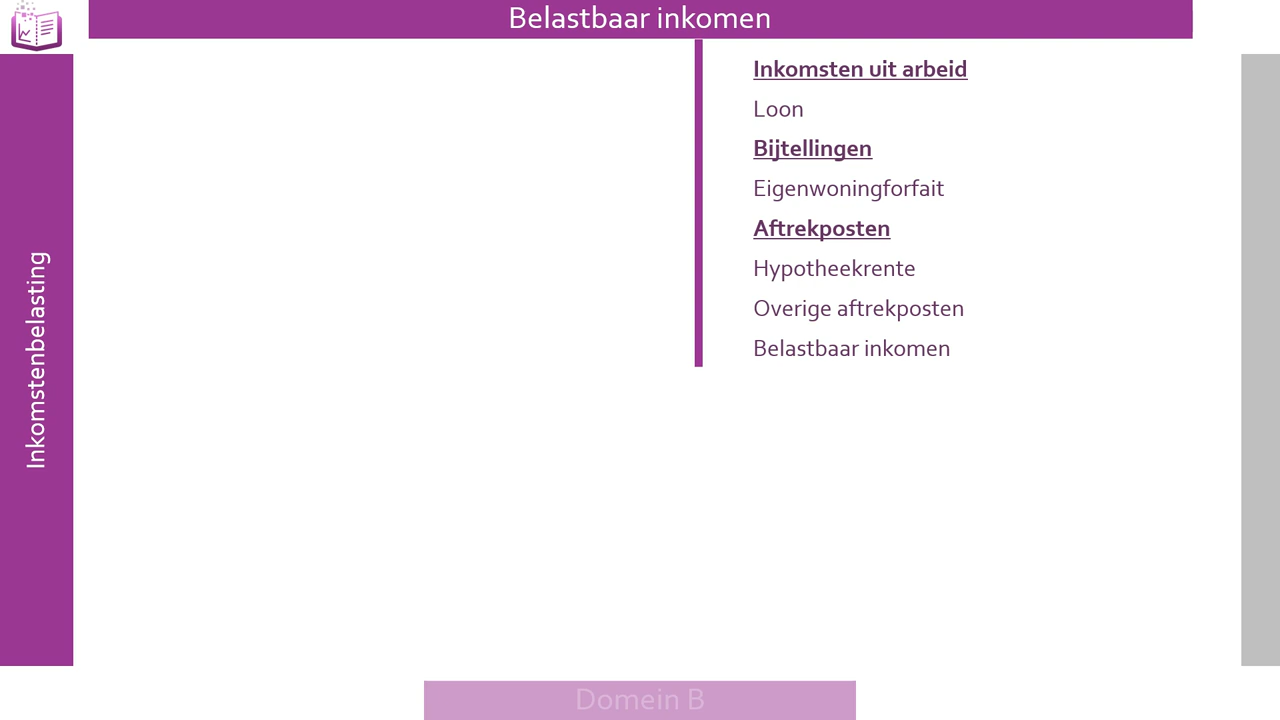 Belastbaar inkomen
Inkomsten uit arbeid
Loon
Bijtellingen
Eigenwoningforfait
Aftrekposten
Hypotheekrente
Overige aftrekposten
Belastbaar inkomen
Inkomstenbelasting
Domein B